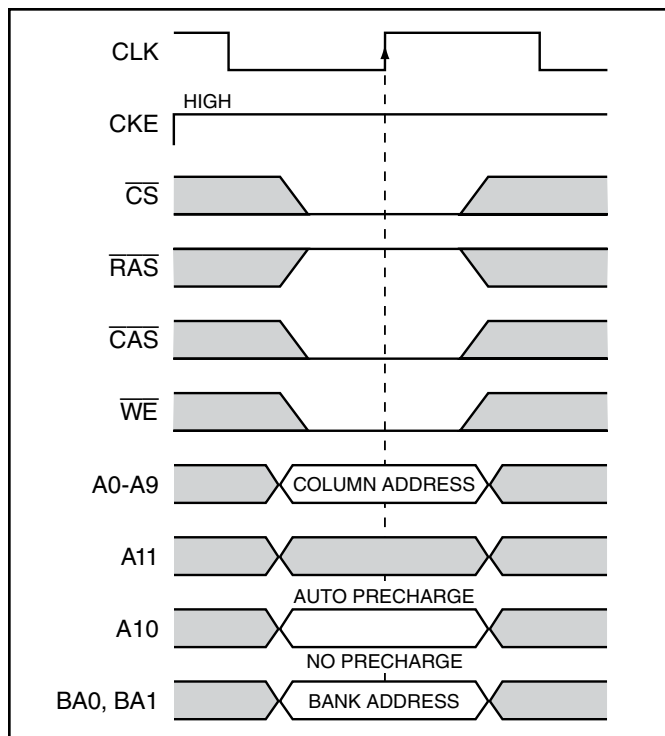 CLK
HIGH
CKE
CS
RAS
CAS
WE
A0-A9 COLUMN ADDRESS
A11
AUTO PRECHARGE
A10
NO PRECHARGE
BA0, BA1 BANK ADDRESS